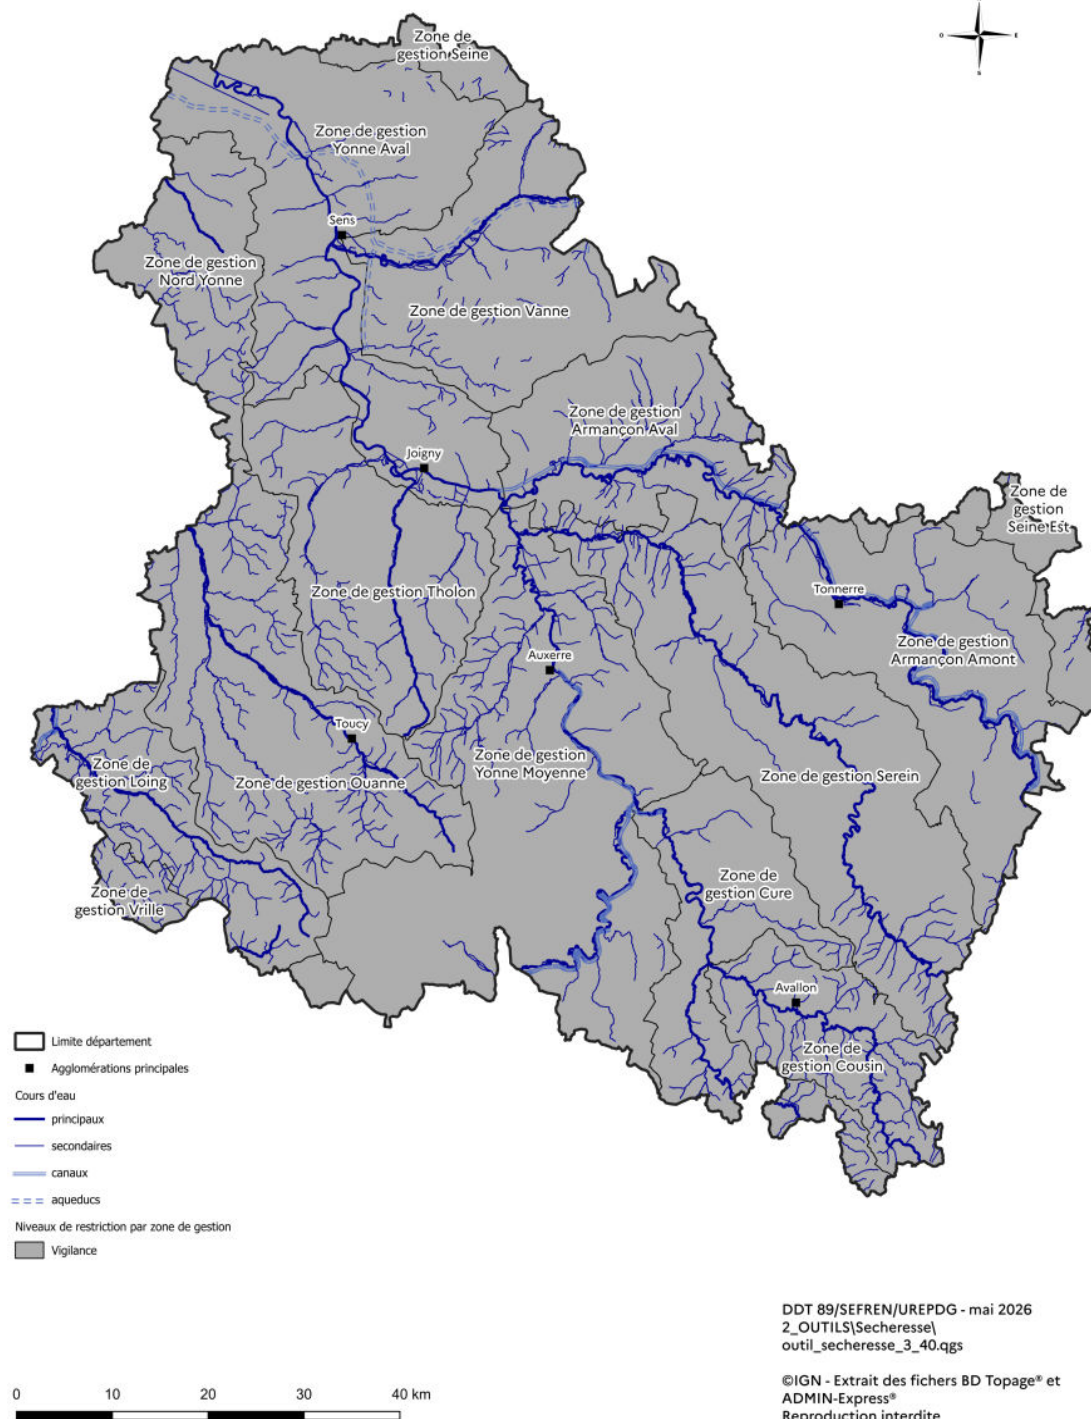 Zone de
gestion Seine
O
E
S
Zone de gestion
Yonne Aval
Sens
Zone de gestion
Nord Yonne
Zone de gestion Vanne
Zone de gestion
Armançon Aval
Joigny
Zone de
gestion
Seine Est
Tonnerre
Zone de gestion Tholon
Zone de gestion
Armançon Amont
Auxerre
Toucy
Zone de gestion
Yonne Moyenne
Zone de
gestion Loing
Zone de gestion Ouanne
Zone de gestion Serein
Zone de
gestion Cure
Zone de
gestion Vrille
Avallon
Zone de
gestion Cousin
Limite département
Agglomérations principales
Cours d'eau
principaux
secondaires
canaux
aqueducs
Niveaux de restriction par zone de gestion
Vigilance
DDT 89/SEFREN/UREPDG - mai 2026
2_OUTILS\Secheresse\
outil_secheresse_3_40.qgs
©IGN - Extrait des fichers BD Topage® et
ADMIN-Express®
Reproduction interdite
0 10 20 30 40 km